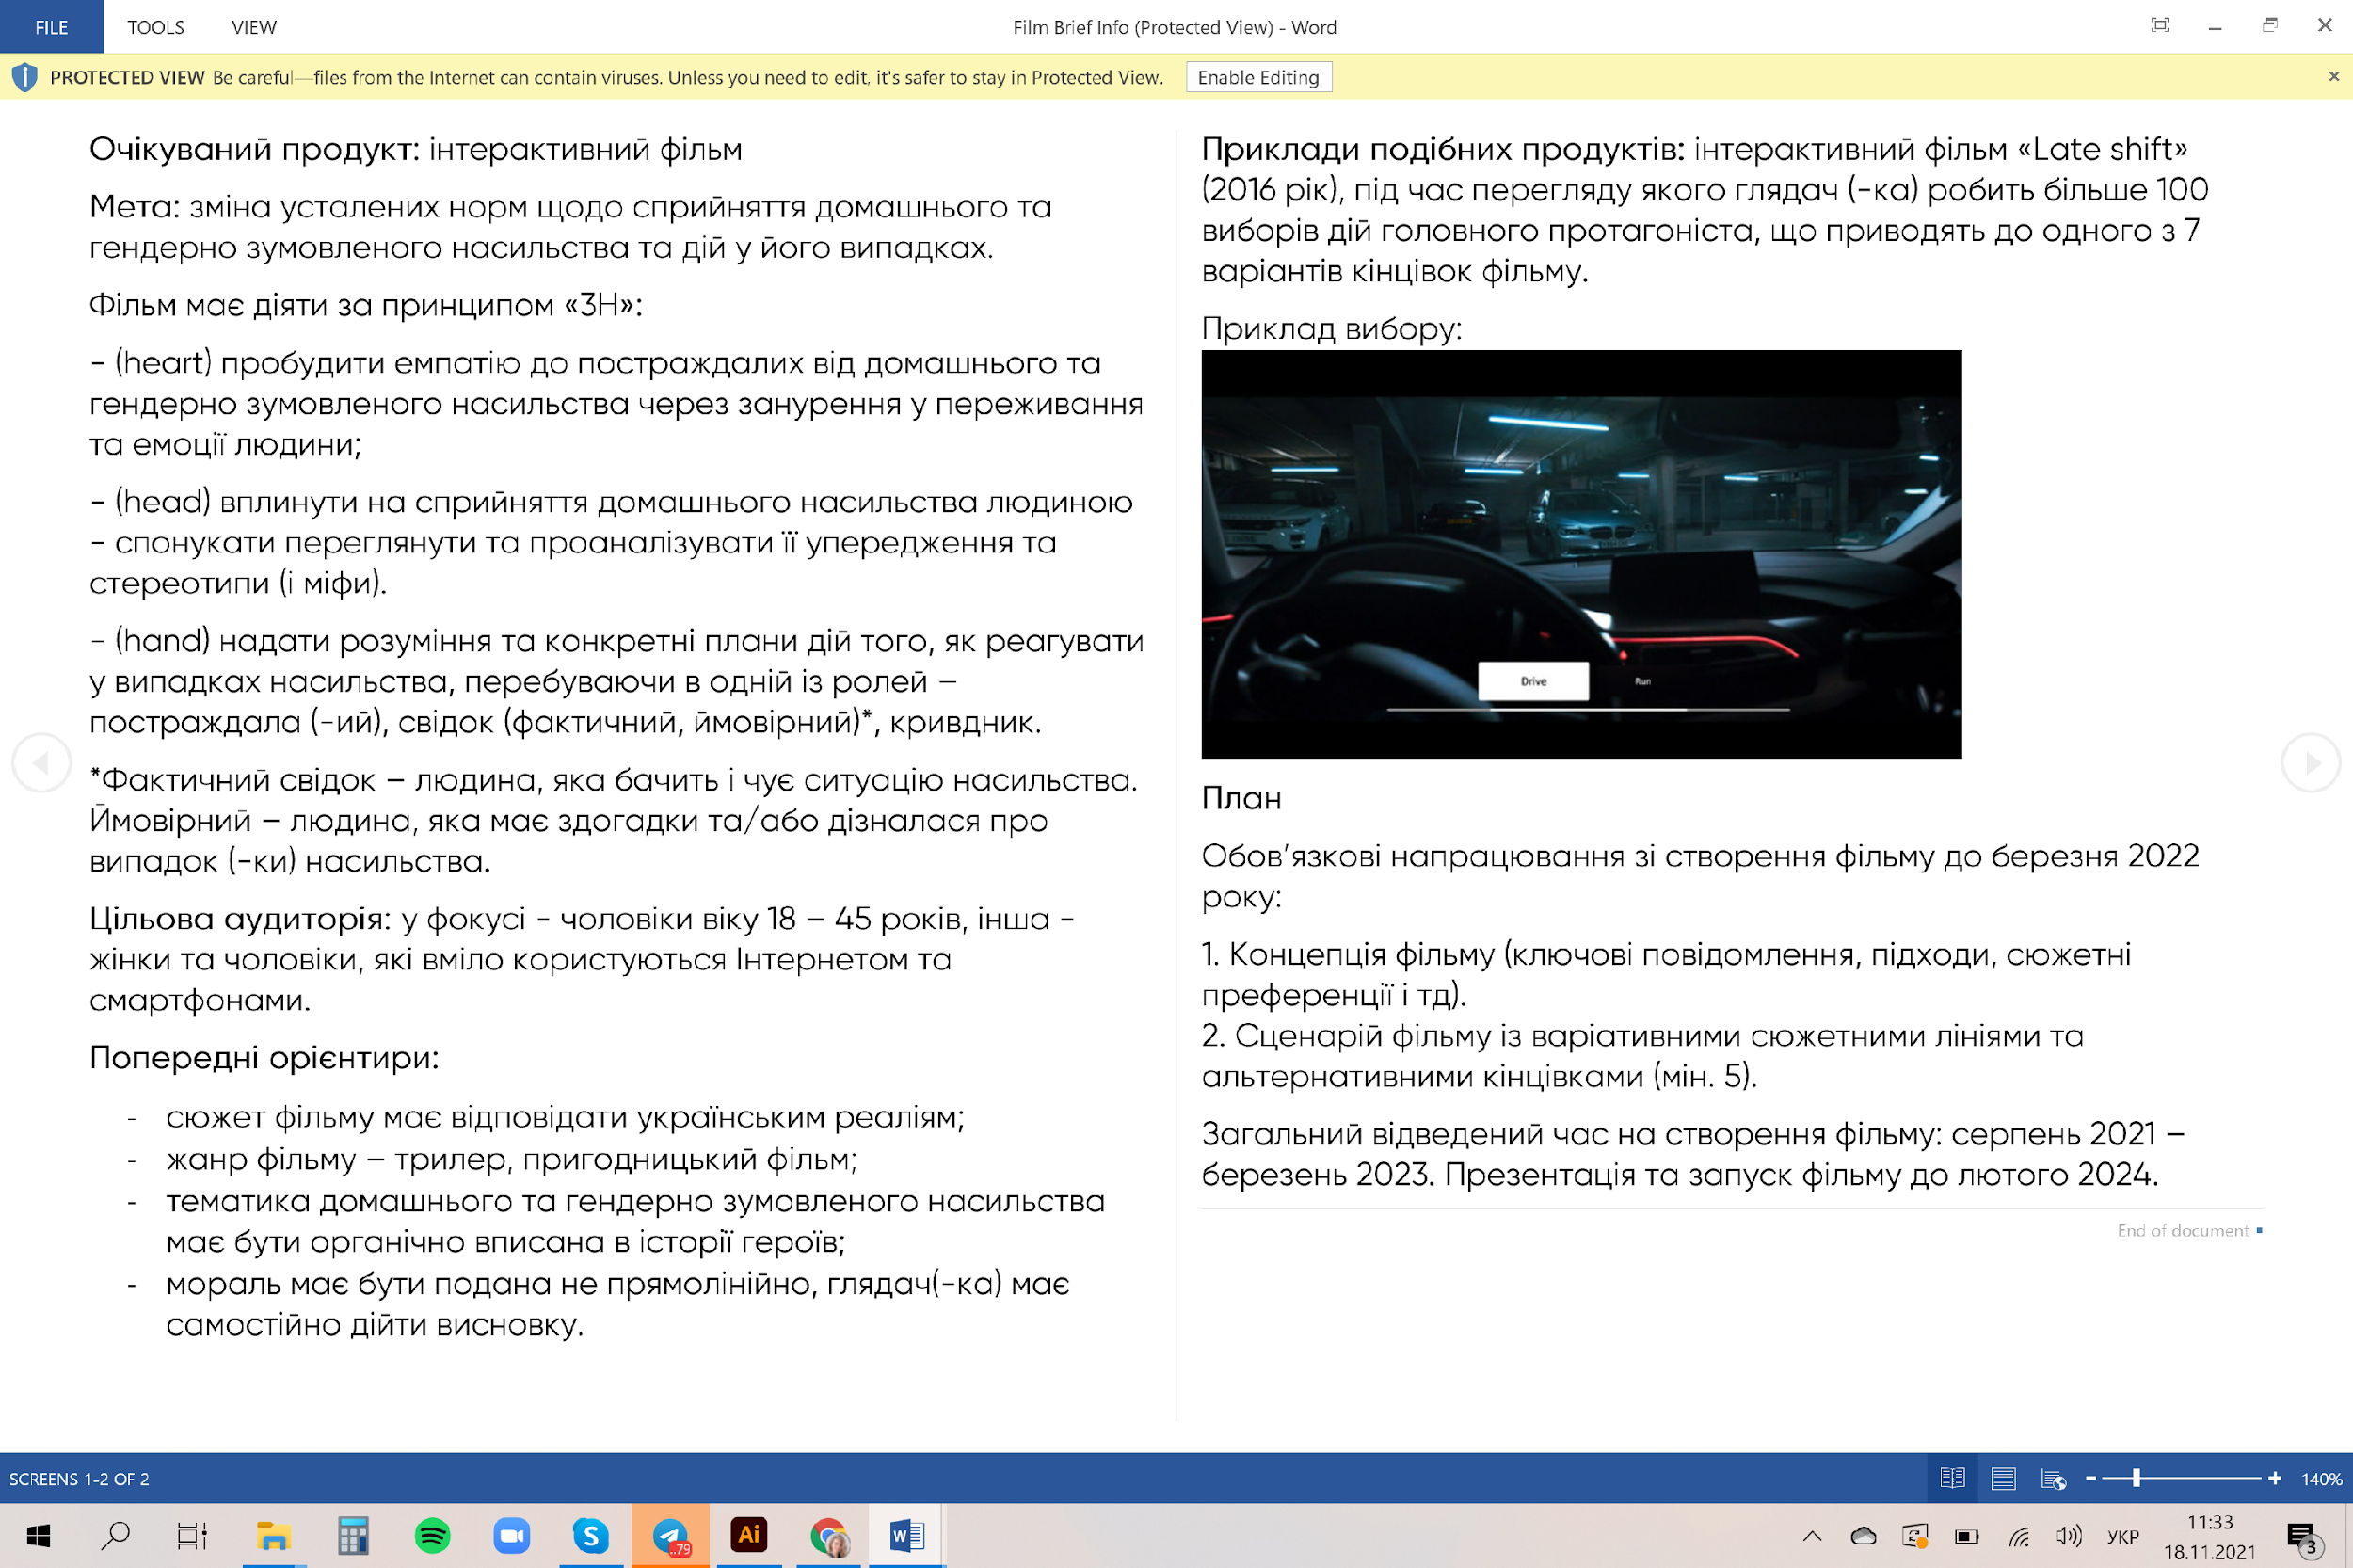 FILE TOOLS VIEW Film Brief Info (Protected View) - Word
PROTECTED VIEW Be careful—files from the Internet can contain viruses. Unless you need to edit, it's safer to stay in Protected View. Enable Editing
Очікуваний продукт: інтерактивний фільм
Мета: зміна усталених норм щодо сприйняття домашнього та
гендерно зумовленого насильства та дій у його випадках.
Фільм має діяти за принципом «3Н»:
- (heart) пробудити емпатію до постраждалих від домашнього та
гендерно зумовленого насильства через занурення у переживання
та емоції людини;
- (head) вплинути на сприйняття домашнього насильства людиною
- спонукати переглянути та проаналізувати її упередження та
стереотипи (і міфи).
- (hand) надати розуміння та конкретні плани дій того, як реагувати
у випадках насильства, перебуваючи в одній із ролей –
постраждала (-ий), свідок (фактичний, ймовірний)*, кривдник.
*Фактичний свідок – людина, яка бачить і чує ситуацію насильства.
Ймовірний – людина, яка має здогадки та/або дізналася про
випадок (-ки) насильства.
Цільова аудиторія: у фокусі - чоловіки віку 18 – 45 років, інша -
жінки та чоловіки, які вміло користуються Інтернетом та
смартфонами.
Попередні орієнтири:
- сюжет фільму має відповідати українським реаліям;
- жанр фільму – трилер, пригодницький фільм;
- тематика домашнього та гендерно зумовленого насильства
має бути органічно вписана в історії героїв;
- мораль має бути подана не прямолінійно, глядач(-ка) має
самостійно дійти висновку.
Приклади подібних продуктів: інтерактивний фільм «Late shift»
(2016 рік), під час перегляду якого глядач (-ка) робить більше 100
виборів дій головного протагоніста, що приводять до одного з 7
варіантів кінцівок фільму.
Приклад вибору:
Drive Run
План
Обов’язкові напрацювання зі створення фільму до березня 2022
року:
1. Концепція фільму (ключові повідомлення, підходи, сюжетні
преференції і тд).
2. Сценарій фільму із варіативними сюжетними лініями та
альтернативними кінцівками (мін. 5).
Загальний відведений час на створення фільму: серпень 2021 –
березень 2023. Презентація та запуск фільму до лютого 2024.
End of document
SCREENS 1-2 OF 2 140%
S ..79 Ai W УКР 11:33
18.11.2021 3